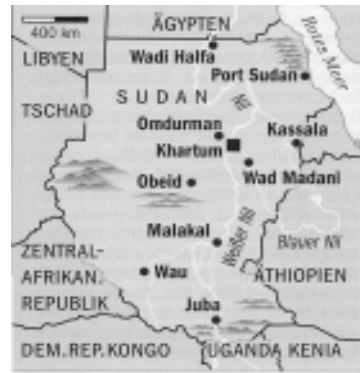 ÄGYPTEN
400 km
LIBYEN
Wadi Halfa
Rotes Meer
Port Sudan
TSCHAD
SUDAN
Nil
Omdurman
Kassala
Khartum
Obeid
Wad Madani
Malakal
Weißer Nil
Blauer Nil
ZENTRAL-
AFRIKAN.
REPUBLIK
Wau
ÄTHIOPIEN
Juba
DEM.REP.KONGO
UGANDA
KENIA